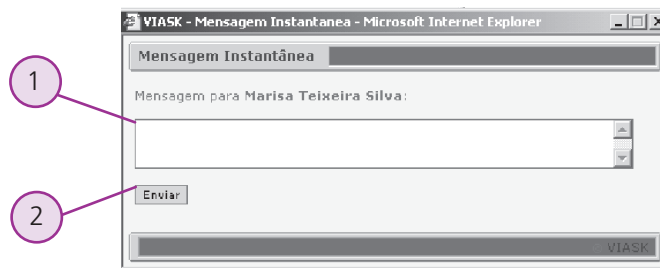 VIASK - Mensagem Instantanea - Microsoft Internet Explorer
Mensagem Instantânea
1
Mensagem para Marisa Teixeira Silva:
Enviar
2
© VIASK